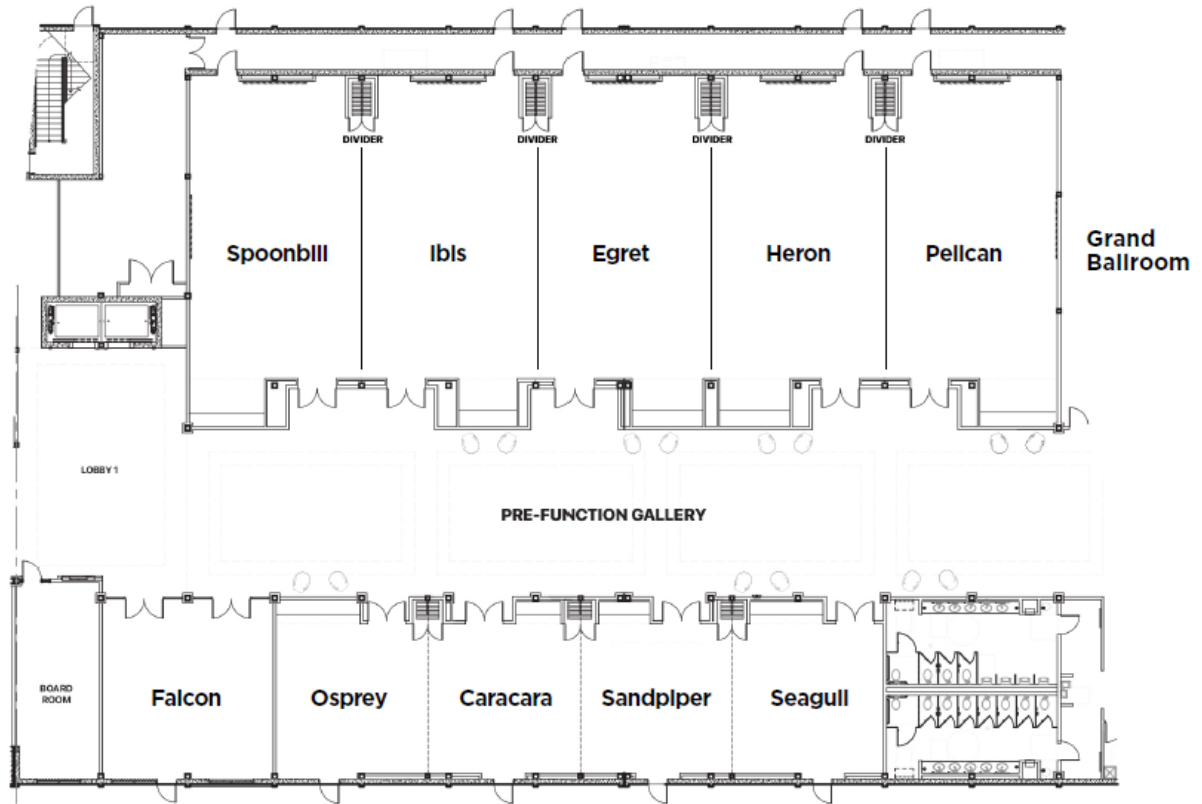 DIVIDER
DIVIDER
DIVIDER
DIVIDER
Spoonbill
Ibis
Egret
Heron
Pelican
Grand
Ballroom
LOBBY 1
PRE-FUNCTION GALLERY
BOARD
ROOM
Falcon
Osprey
Caracara
Sandpiper
Seagull